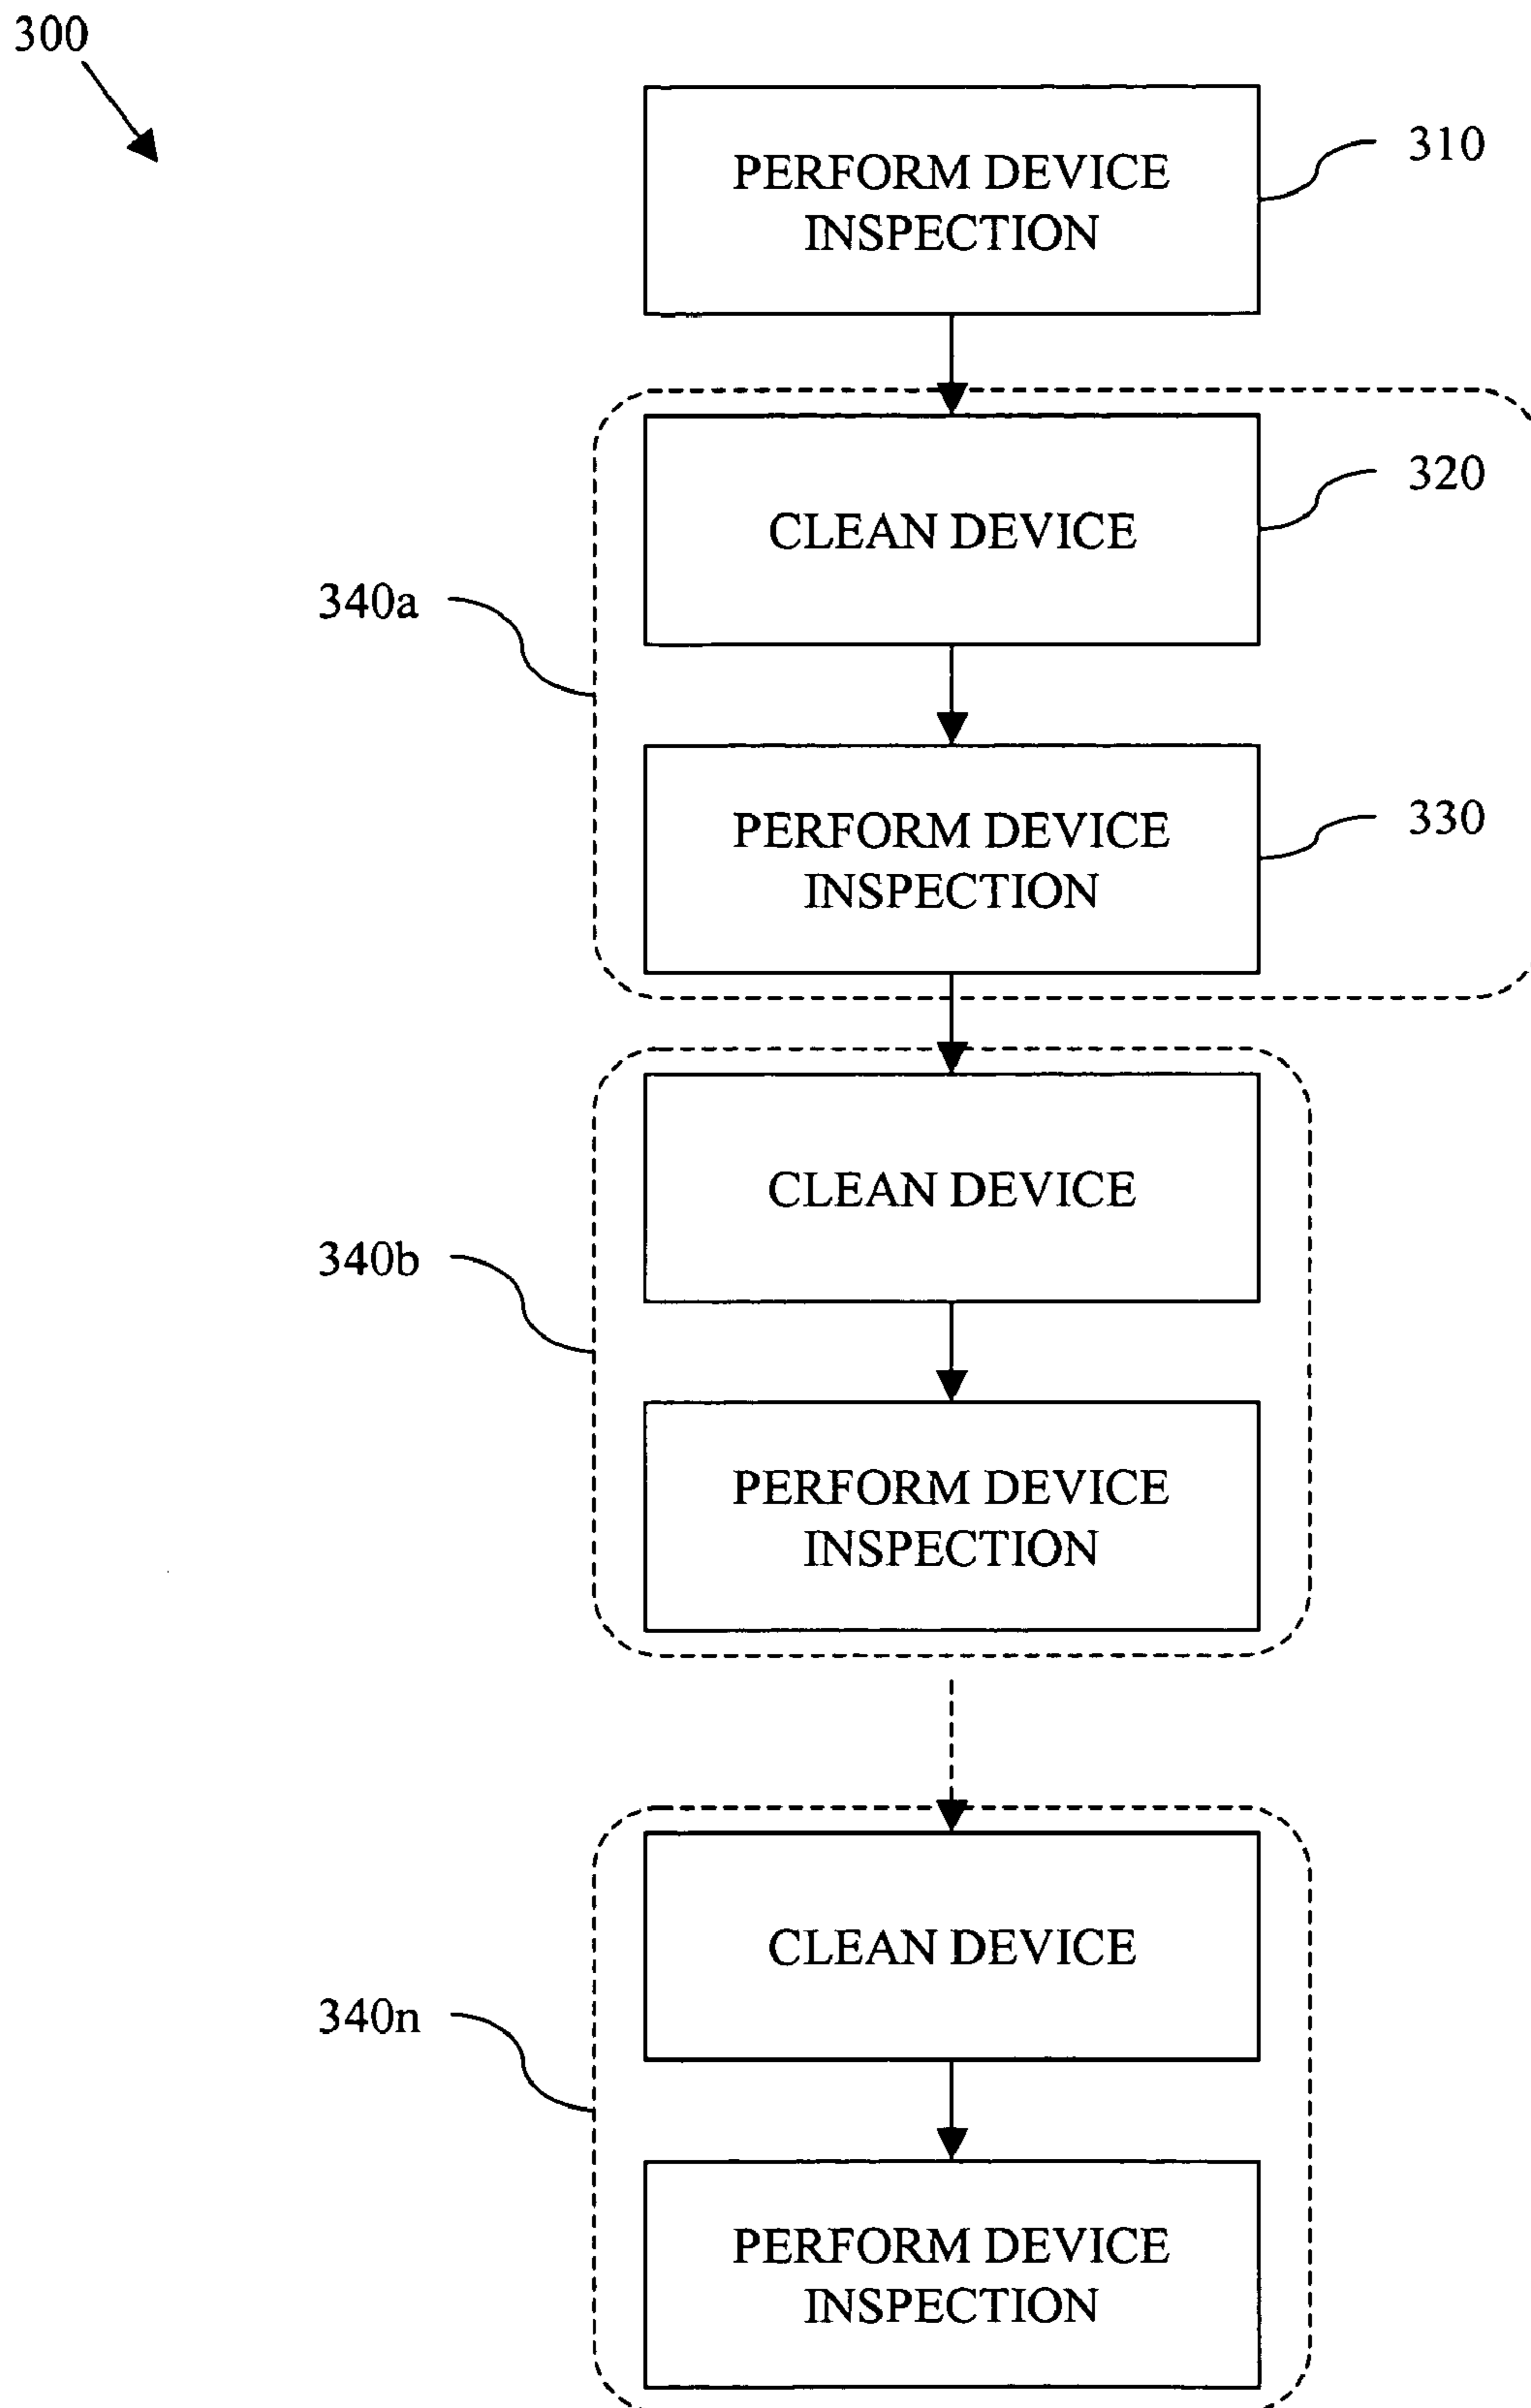 300
PERFORM DEVICE
INSPECTION
310
CLEAN DEVICE
320
340a
PERFORM DEVICE
INSPECTION
330
CLEAN DEVICE
340b
PERFORM DEVICE
INSPECTION
CLEAN DEVICE
340n
PERFORM DEVICE
INSPECTION